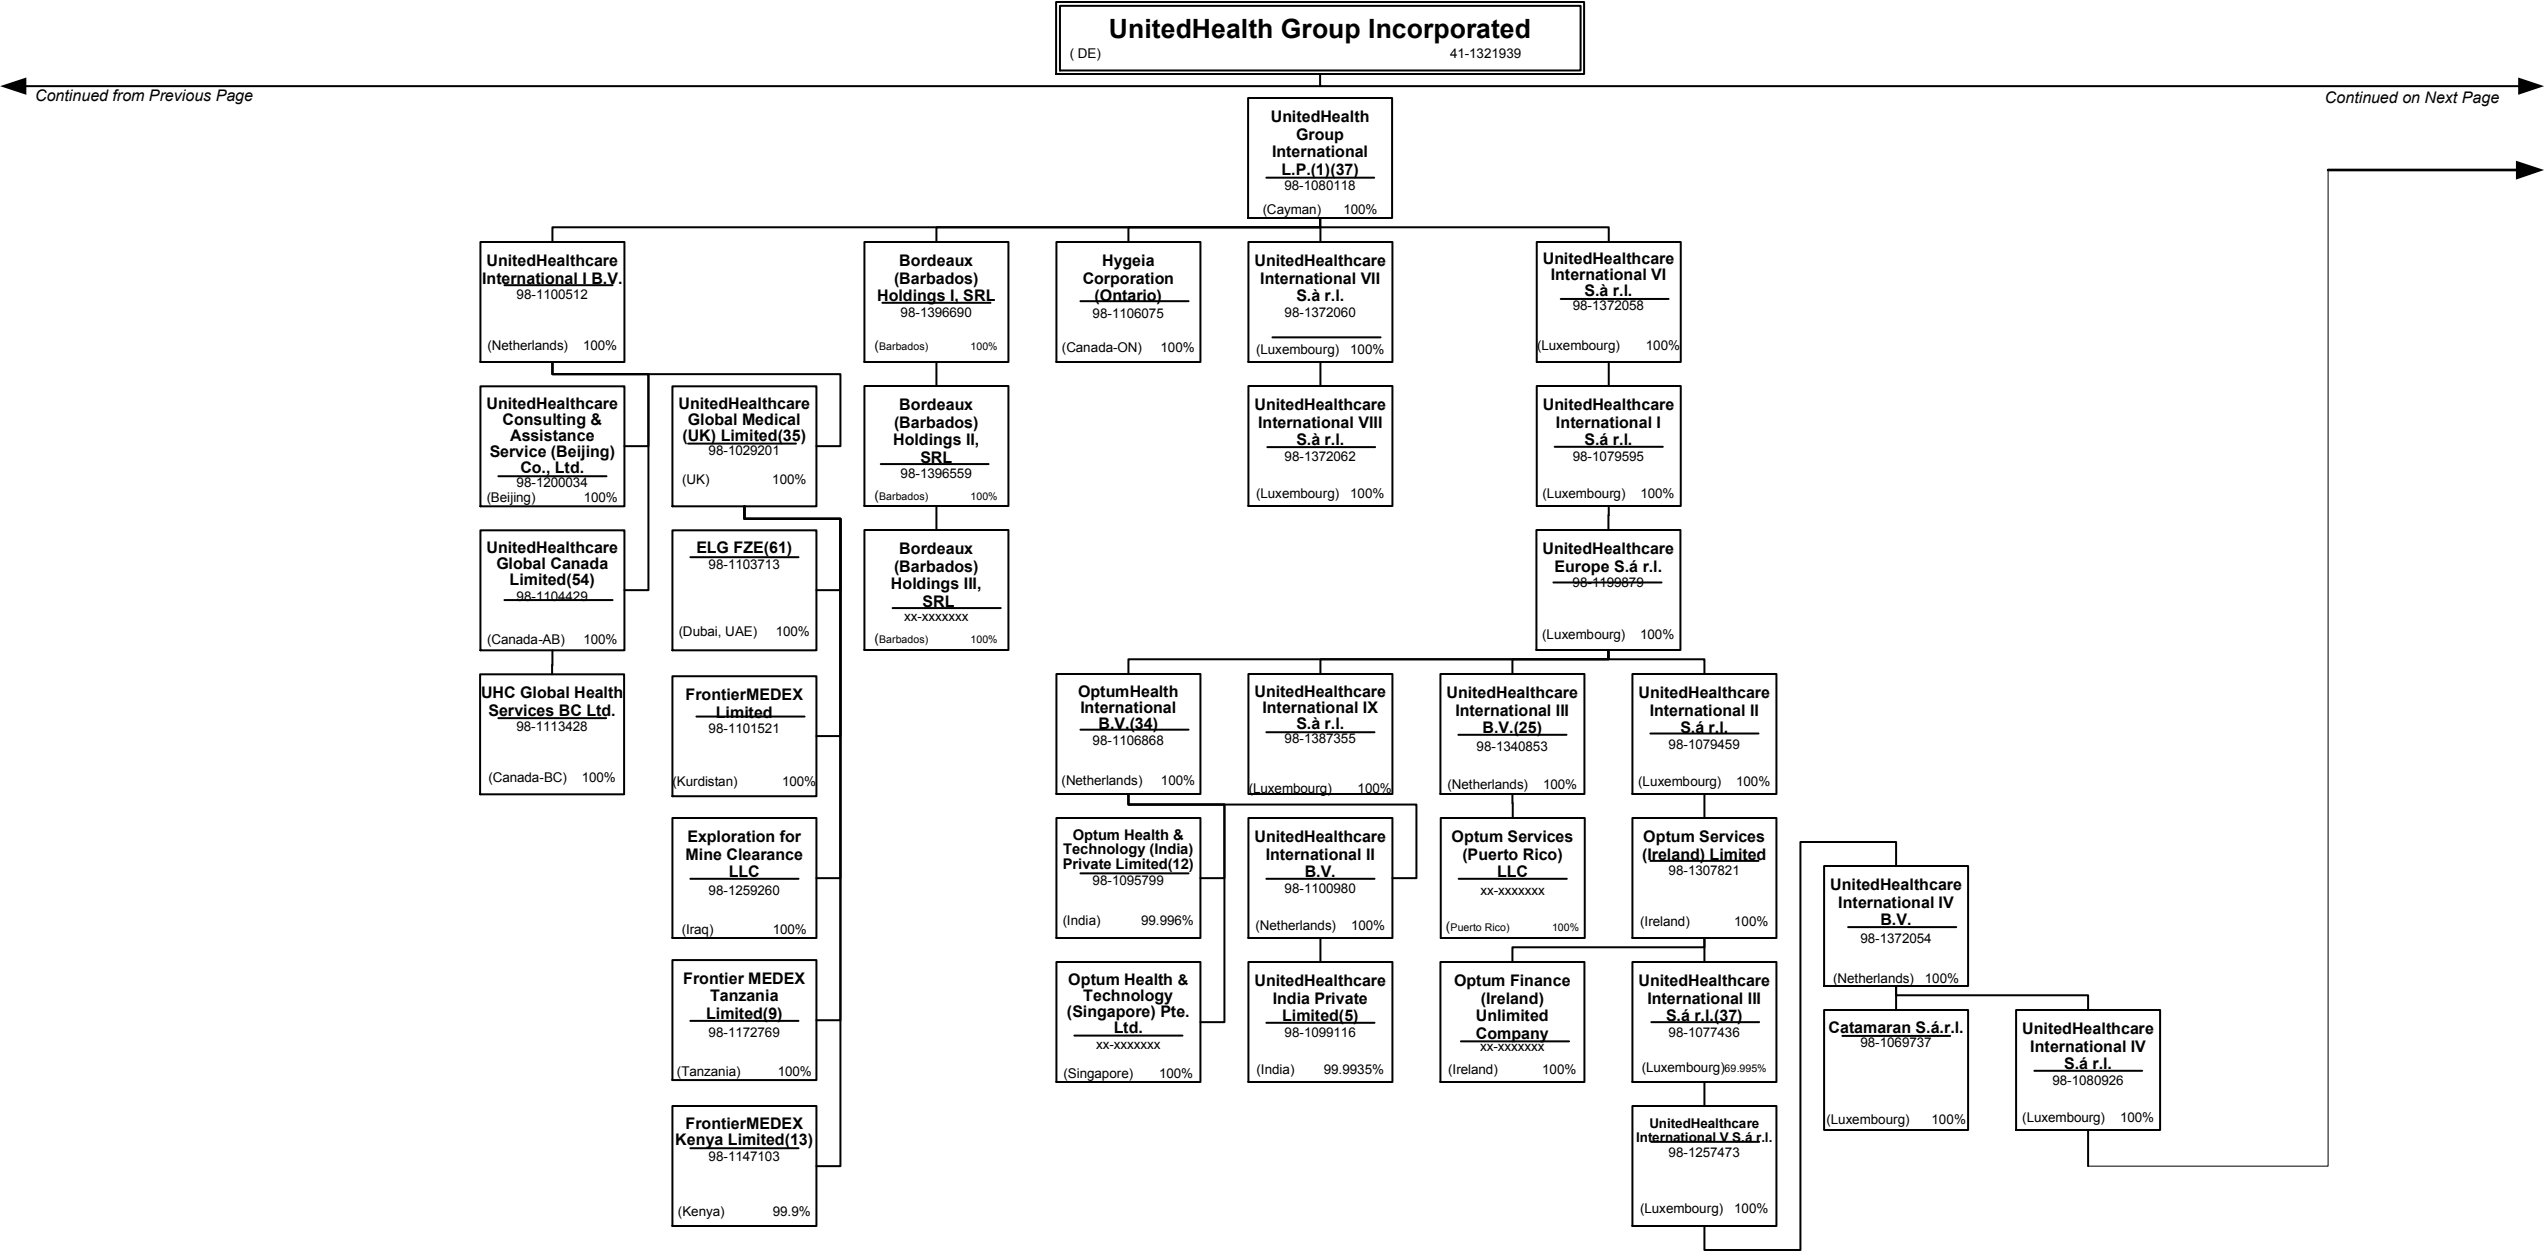 UnitedHealth Group Incorporated
( DE) 41-1321939
Continued from Previous Page
Continued on Next Page
UnitedHealth
Group
International
L.P.(1)(37)
98-1080118
(Cayman) 100%
UnitedHealthcare
International I B.V.
98-1100512
(Netherlands) 100%
Bordeaux
(Barbados)
Holdings I, SRL
98-1396690
(Barbados) 100%
Hygeia
Corporation
(Ontario)
98-1106075
(Canada-ON) 100%
UnitedHealthcare
International VII
S.à r.l.
98-1372060
(Luxembourg) 100%
UnitedHealthcare
International VI
S.à r.l.
98-1372058
(Luxembourg) 100%
UnitedHealthcare
Consulting &
Assistance
Service (Beijing)
Co., Ltd.
98-1200034
(Beijing) 100%
UnitedHealthcare
Global Medical
(UK) Limited(35)
98-1029201
(UK) 100%
Bordeaux
(Barbados)
Holdings II,
SRL
98-1396559
(Barbados) 100%
UnitedHealthcare
International VIII
S.à r.l.
98-1372062
(Luxembourg) 100%
UnitedHealthcare
International I
S.á r.l.
98-1079595
(Luxembourg) 100%
UnitedHealthcare
Global Canada
Limited(54)
98-1104429
(Canada-AB) 100%
ELG FZE(61)
98-1103713
(Dubai, UAE) 100%
Bordeaux
(Barbados)
Holdings III,
SRL
xx-xxxxxxx
(Barbados) 100%
UnitedHealthcare
Europe S.á r.l.
98-1199879
(Luxembourg) 100%
UHC Global Health
Services BC Ltd.
98-1113428
(Canada-BC) 100%
FrontierMEDEX
Limited
98-1101521
(Kurdistan) 100%
OptumHealth
International
B.V.(34)
98-1106868
(Netherlands) 100%
UnitedHealthcare
International IX
S.à r.l.
98-1387355
(Luxembourg) 100%
UnitedHealthcare
International III
B.V.(25)
98-1340853
(Netherlands) 100%
UnitedHealthcare
International II
S.á r.l.
98-1079459
(Luxembourg) 100%
Exploration for
Mine Clearance
LLC
98-1259260
(Iraq) 100%
Optum Health &
Technology (India)
Private Limited(12)
98-1095799
(India) 99.996%
UnitedHealthcare
International II
B.V.
98-1100980
(Netherlands) 100%
Optum Services
(Puerto Rico)
LLC
xx-xxxxxxx
(Puerto Rico) 100%
Optum Services
(Ireland) Limited
98-1307821
(Ireland) 100%
UnitedHealthcare
International IV
B.V.
98-1372054
(Netherlands) 100%
Frontier MEDEX
Tanzania
Limited(9)
98-1172769
(Tanzania) 100%
Optum Health &
Technology
(Singapore) Pte.
Ltd.
xx-xxxxxxx
(Singapore) 100%
UnitedHealthcare
India Private
Limited(5)
98-1099116
(India) 99.9935%
Optum Finance
(Ireland)
Unlimited
Company
xx-xxxxxxx
(Ireland) 100%
UnitedHealthcare
International III
S.á r.l.(37)
98-1077436
(Luxembourg)69.995%
Catamaran S.á.r.l.
98-1069737
(Luxembourg) 100%
UnitedHealthcare
International IV
S.á r.l.
98-1080926
(Luxembourg) 100%
FrontierMEDEX
Kenya Limited(13)
98-1147103
(Kenya) 99.9%
UnitedHealthcare
International V S.á r.l.
98-1257473
(Luxembourg) 100%